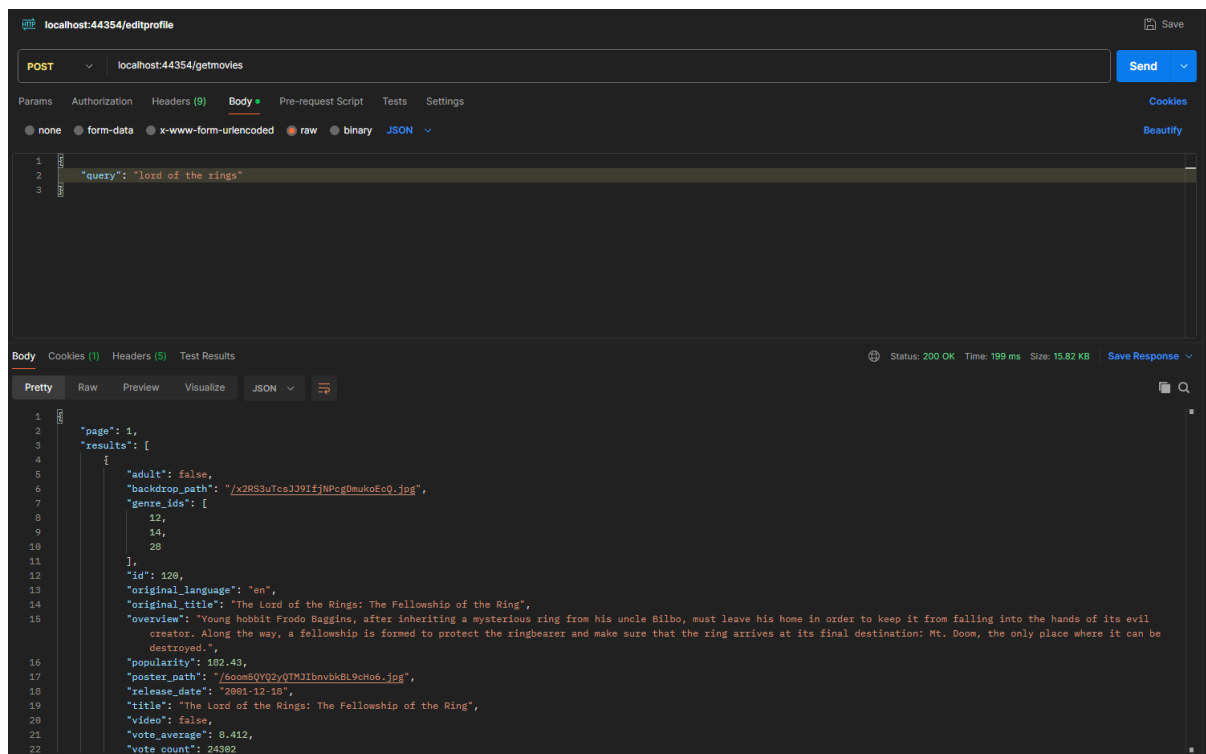 HTTP localhost:44354/editprofile Save
POST localhost:44354/getmovies Send
Params Authorization Headers (9) Body Pre-request Script Tests Settings Cookies
none form-data x-www-form-urlencoded raw binary JSON Beautify
1 {
2 "query": "lord of the rings"
3 }
Body Cookies (1) Headers (5) Test Results Status: 200 OK Time: 199 ms Size: 15.82 KB Save Response
Pretty Raw Preview Visualize JSON
1 {
2 "page": 1,
3 "results": [
4 {
5 "adult": false,
6 "backdrop_path": "/x2RS3uTcsJJ9IfjNPcgDmukoEcQ.jpg",
7 "genre_ids": [
8 12,
9 14,
10 28
11 ],
12 "id": 120,
13 "original_language": "en",
14 "original_title": "The Lord of the Rings: The Fellowship of the Ring",
15 "overview": "Young hobbit Frodo Baggins, after inheriting a mysterious ring from his uncle Bilbo, must leave his home in order to keep it from falling into the hands of its evil
creator. Along the way, a fellowship is formed to protect the ringbearer and make sure that the ring arrives at its final destination: Mt. Doom, the only place where it can be
destroyed.",
16 "popularity": 182.43,
17 "poster_path": "/6oom5QYQ2yQTMJIbnvbkBL9cHo6.jpg",
18 "release_date": "2001-12-18",
19 "title": "The Lord of the Rings: The Fellowship of the Ring",
20 "video": false,
21 "vote_average": 8.412,
22 "vote_count": 24302